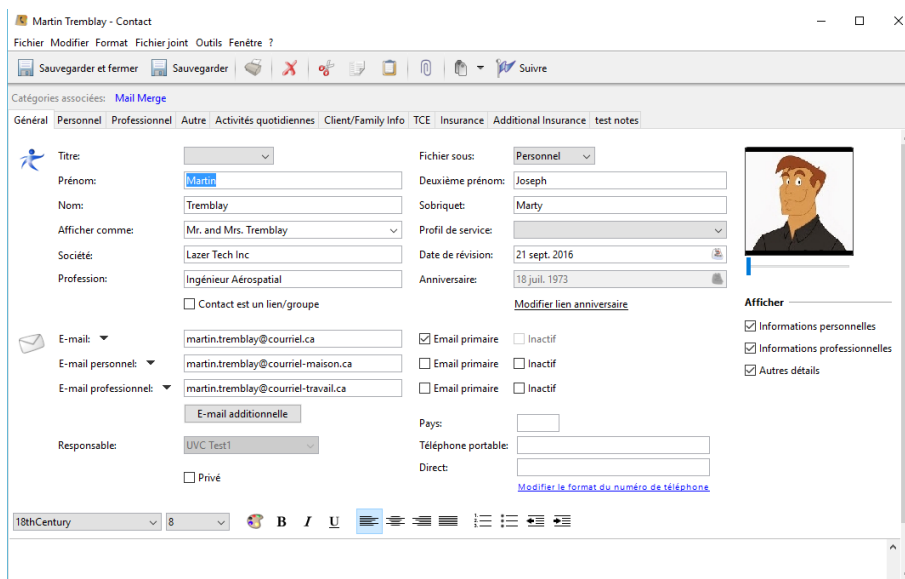 Martin Tremblay - Contact
Fichier Modifier Format Fichier joint Outils Fenêtre ?
Sauvegarder et fermer Sauvegarder Suivre
Catégories associées: Mail Merge
Général Personnel Professionnel Autre Activités quotidiennes Client/Family Info TCE Insurance Additional Insurance test notes
Titre: Fichier sous: Personnel
Prénom: Martin Deuxième prénom: Joseph
Nom: Tremblay Sobriquet: Marty
Afficher comme: Mr. and Mrs. Tremblay Profil de service:
Société: Lazer Tech Inc Date de révision: 21 sept. 2016
Profession: Ingénieur Aérospatial Anniversaire: 18 juil. 1973
Contact est un lien/groupe Modifier lien anniversaire
Afficher
Informations personnelles
Informations professionnelles
Autres détails
E-mail: martin.tremblay@courriel.ca Email primaire Inactif
E-mail personnel: martin.tremblay@courriel-maison.ca Email primaire Inactif
E-mail professionnel: martin.tremblay@courriel-travail.ca Email primaire Inactif
E-mail additionnelle
Pays:
Responsable: UVC Test1 Téléphone portable:
Direct:
Privé
Modifier le format du numéro de téléphone
18thCentury 8 B I U